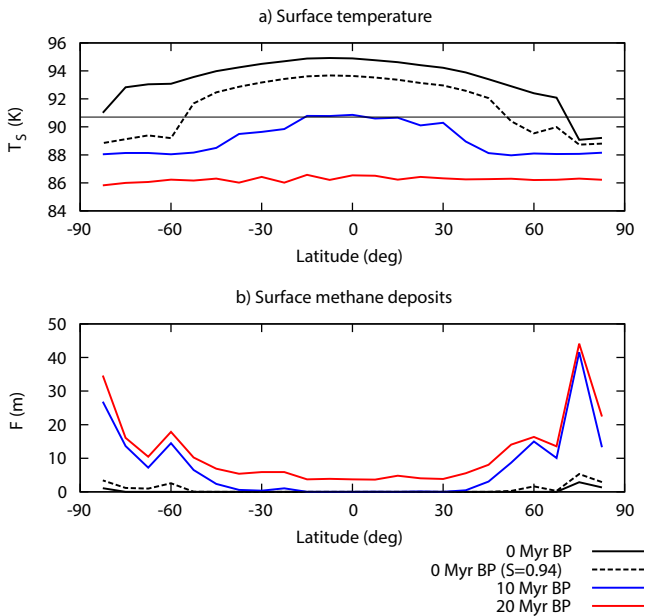 a) Surface temperature
96
94
92
90
88
86
84
T_S (K)
-90 -60 -30 0 30 60 90
Latitude (deg)
b) Surface methane deposits
50
40
30
20
10
0
F (m)
-90 -60 -30 0 30 60 90
Latitude (deg)
0 Myr BP
0 Myr BP (S=0.94)
10 Myr BP
20 Myr BP